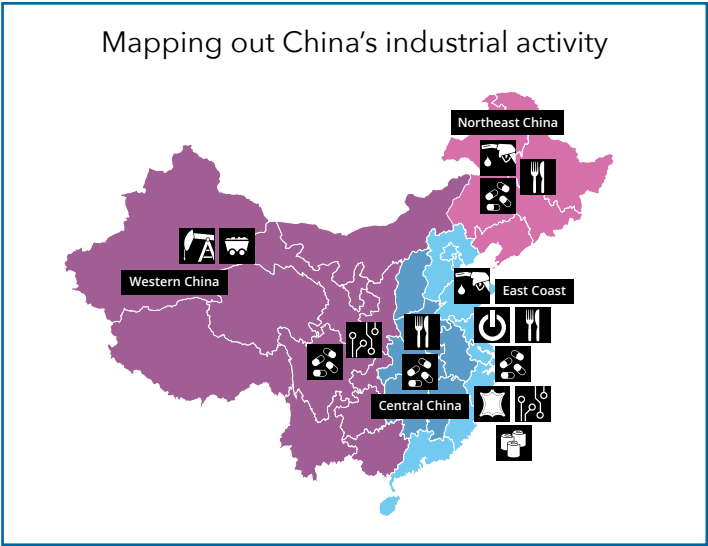 Mapping out China's industrial activity
Northeast China
Western China
East Coast
Central China